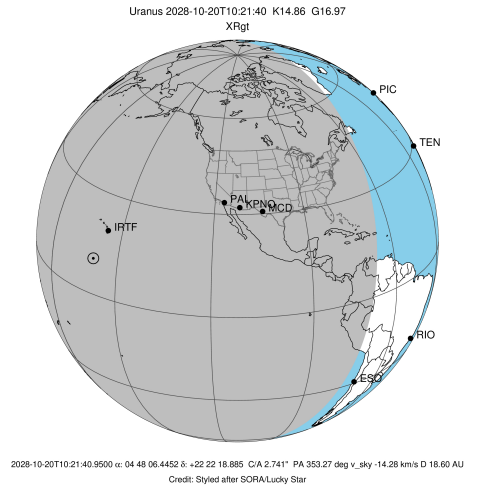 Uranus 2028-10-20T10:21:40 K14.86 G16.97
XRgt
PIC
TEN
PAL
KPNO
MCD
IRTF
RIO
ESO
2028-10-20T10:21:40.9500 α: 04 48 06.4452 δ: +22 22 18.885 C/A 2.741" PA 353.27 deg v_sky -14.28 km/s D 18.60 AU
Credit: Styled after SORA/Lucky Star